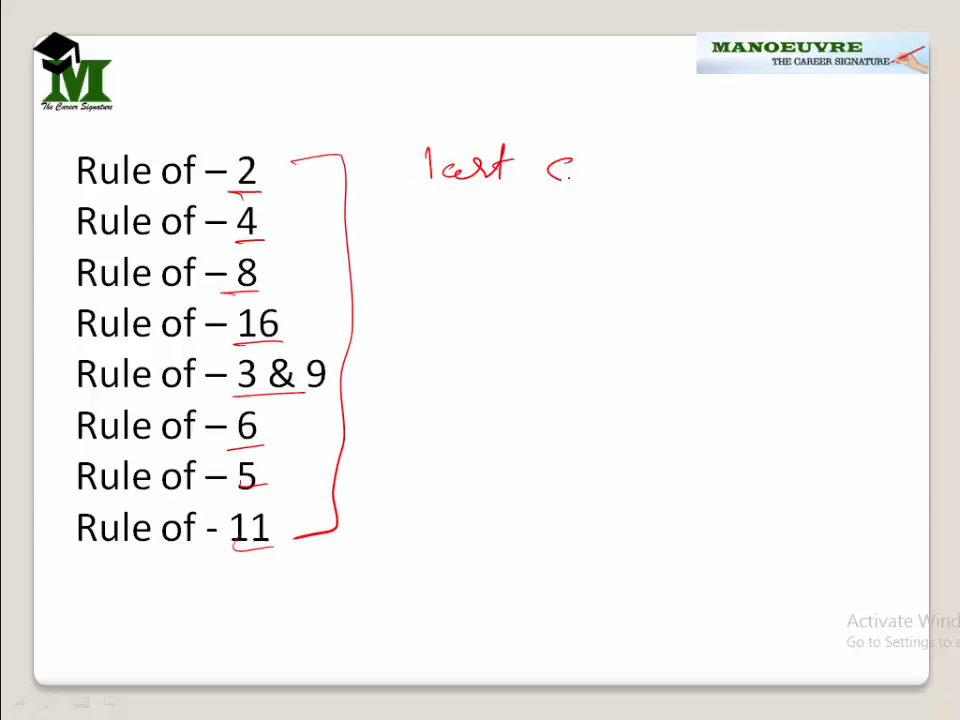 M
The Career Signature
MANOEUVRE
THE CAREER SIGNATURE
Rule of – 2
last
Rule of – 4
Rule of – 8
Rule of – 16
Rule of – 3 & 9
Rule of – 6
Rule of – 5
Rule of - 11
Activate Wind
Go to Settings to a